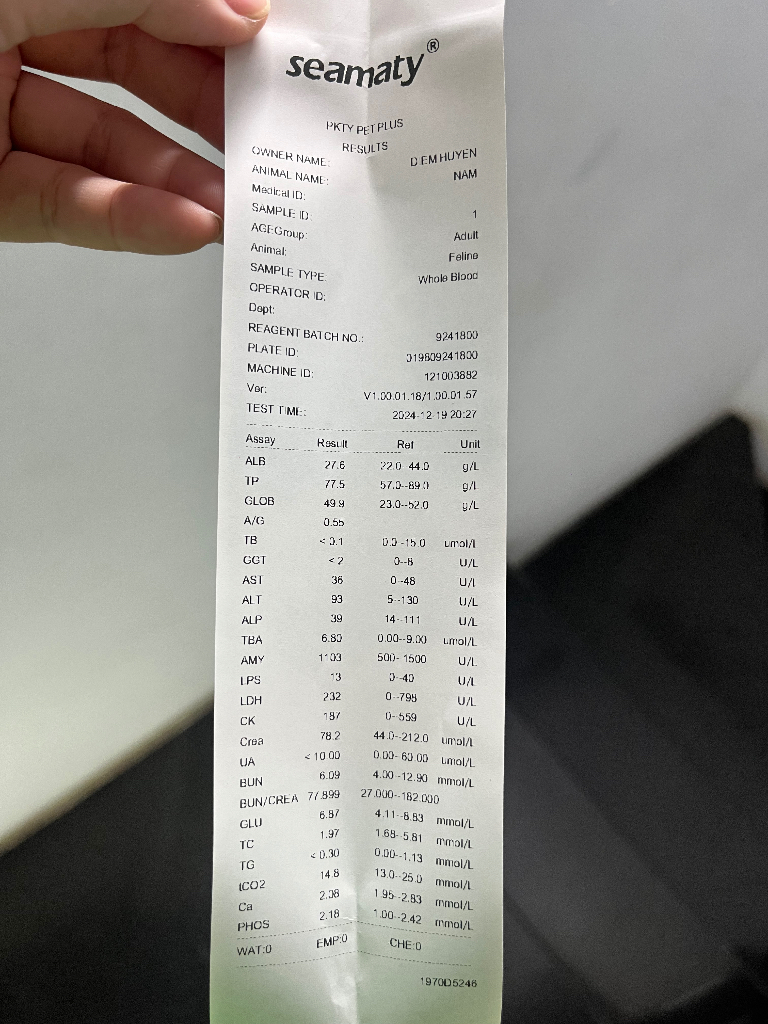 seamaty®
PKTY PET PLUS
RESULTS
OWNER NAME: DIEM HUYEN
ANIMAL NAME: NAM
Medical ID:
SAMPLE ID: 1
AGEGroup: Adult
Animal: Feline
SAMPLE TYPE: Whole Blood
OPERATOR ID:
Dept:
REAGENT BATCH NO.: 9241800
PLATE ID: 019809241800
MACHINE ID: 121003882
Ver: V1.00.01.18/1.00.01.57
TEST TIME: 2024-12-19 20:27
Assay Result Ref Unit
ALB 27.6 22.0--44.0 g/L
TP 77.5 57.0--89.0 g/L
GLOB 49.9 23.0--52.0 g/L
A/G 0.55
TB <0.1 0.0--15.0 umol/L
GGT <2 0--8 U/L
AST 36 0--48 U/L
ALT 93 5--130 U/L
ALP 39 14--111 U/L
TBA 6.80 0.00--9.00 umol/L
AMY 1103 500--1500 U/L
LPS 13 0--40 U/L
LDH 232 0--798 U/L
CK 187 0--559 U/L
Crea 78.2 44.0--212.0 umol/L
UA <10.00 0.00--60.00 umol/L
BUN 6.09 4.00--12.90 mmol/L
BUN/CREA 77.899 27.000--182.000
GLU 6.87 4.11--8.83 mmol/L
TC 1.97 1.68--5.81 mmol/L
TG <0.30 0.00--1.13 mmol/L
tCO2 14.8 13.0--25.0 mmol/L
Ca 2.08 1.95--2.83 mmol/L
PHOS 2.18 1.00--2.42 mmol/L
WAT:0 EMP:0 CHE:0
1970D5246